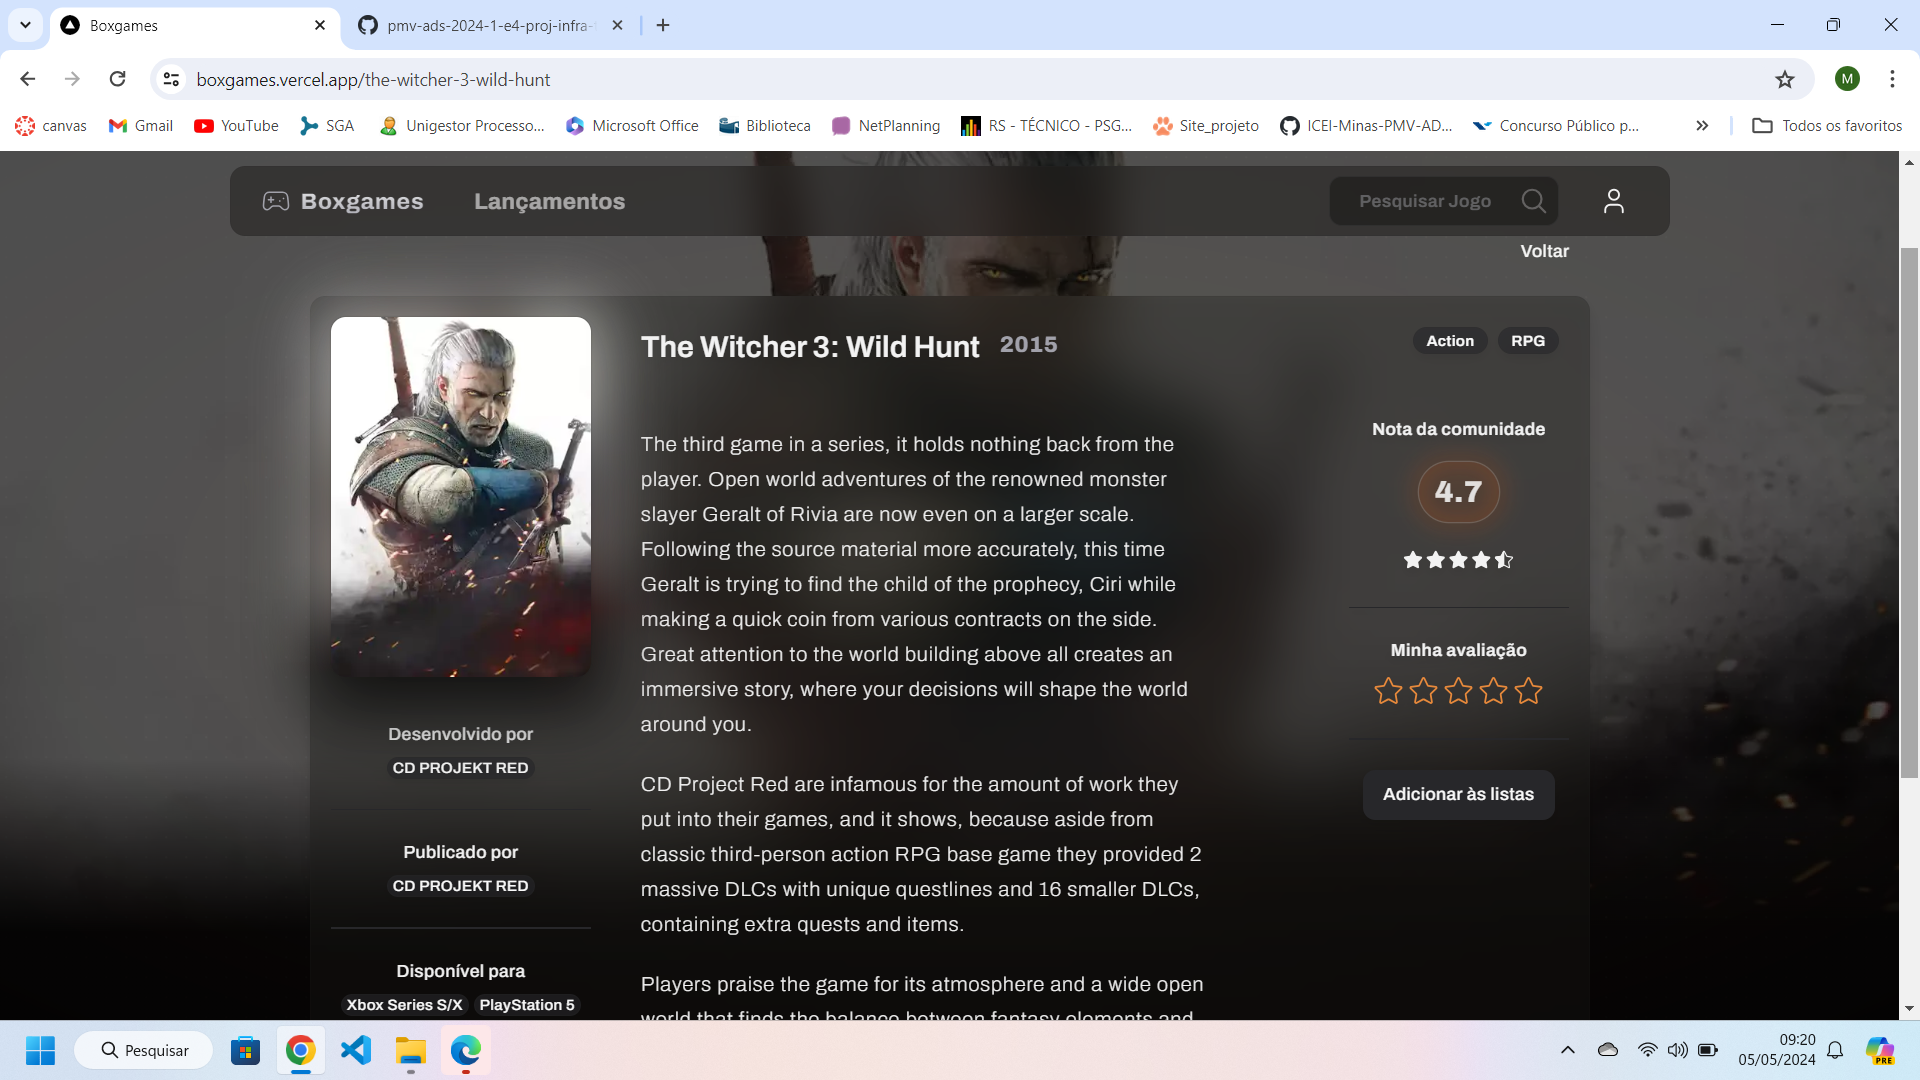 Boxgames
pmv-ads-2024-1-e4-proj-infra-
boxgames.vercel.app/the-witcher-3-wild-hunt
M
canvas
Gmail
YouTube
SGA
Unigestor Processo...
Microsoft Office
Biblioteca
NetPlanning
RS - TÉCNICO - PSG...
Site_projeto
ICEI-Minas-PMV-AD...
Concurso Público p...
Todos os favoritos
Boxgames
Lançamentos
Pesquisar Jogo
Voltar
The Witcher 3: Wild Hunt 2015
Action
RPG
The third game in a series, it holds nothing back from the
player. Open world adventures of the renowned monster
slayer Geralt of Rivia are now even on a larger scale.
Following the source material more accurately, this time
Geralt is trying to find the child of the prophecy, Ciri while
making a quick coin from various contracts on the side.
Great attention to the world building above all creates an
immersive story, where your decisions will shape the world
around you.
CD Project Red are infamous for the amount of work they
put into their games, and it shows, because aside from
classic third-person action RPG base game they provided 2
massive DLCs with unique questlines and 16 smaller DLCs,
containing extra quests and items.
Players praise the game for its atmosphere and a wide open
world that finds the balance between fantasy elements and
Nota da comunidade
4.7
Minha avaliação
Adicionar às listas
Desenvolvido por
CD PROJEKT RED
Publicado por
CD PROJEKT RED
Disponível para
Xbox Series S/X
PlayStation 5
Pesquisar
09:20
05/05/2024
PRE